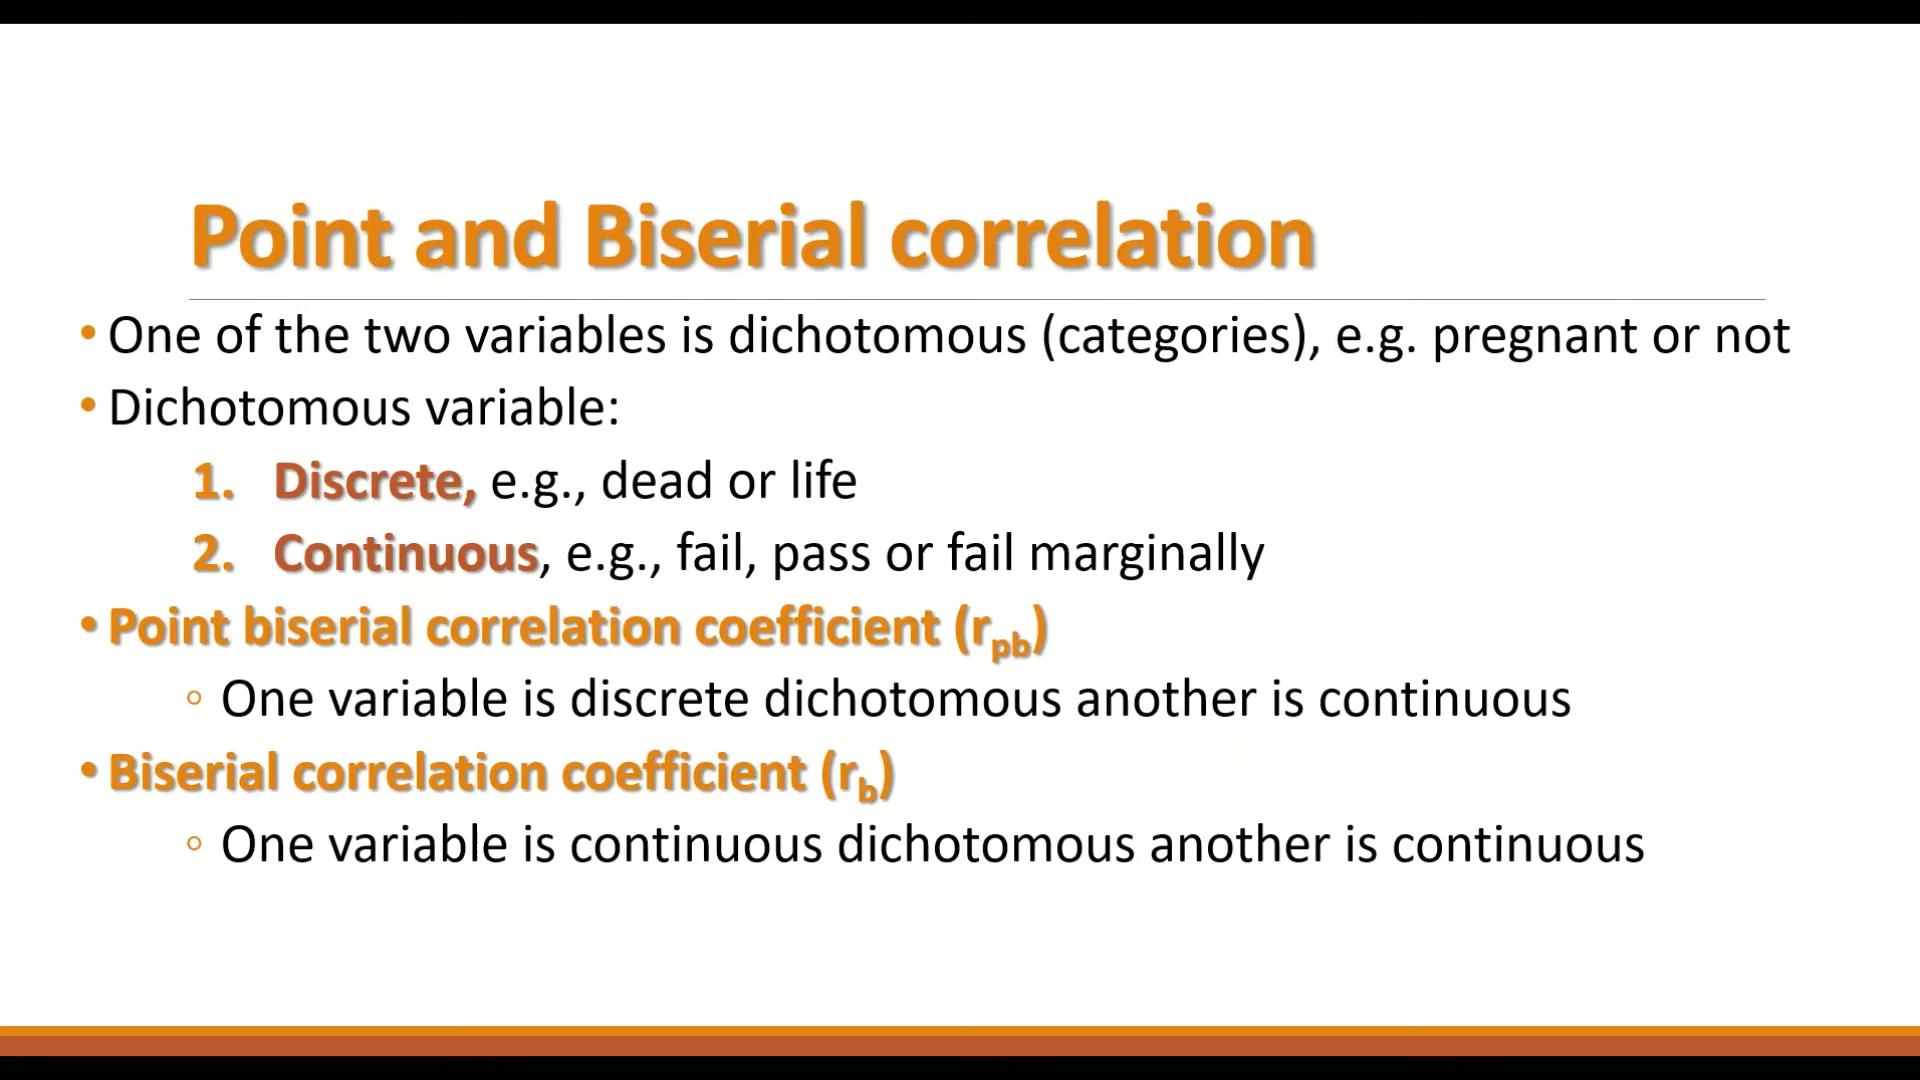 Point and Biserial correlation
• One of the two variables is dichotomous (categories), e.g. pregnant or not
• Dichotomous variable:
1. Discrete, e.g., dead or life
2. Continuous, e.g., fail, pass or fail marginally
• Point biserial correlation coefficient (rpb)
◦ One variable is discrete dichotomous another is continuous
• Biserial correlation coefficient (rb)
◦ One variable is continuous dichotomous another is continuous